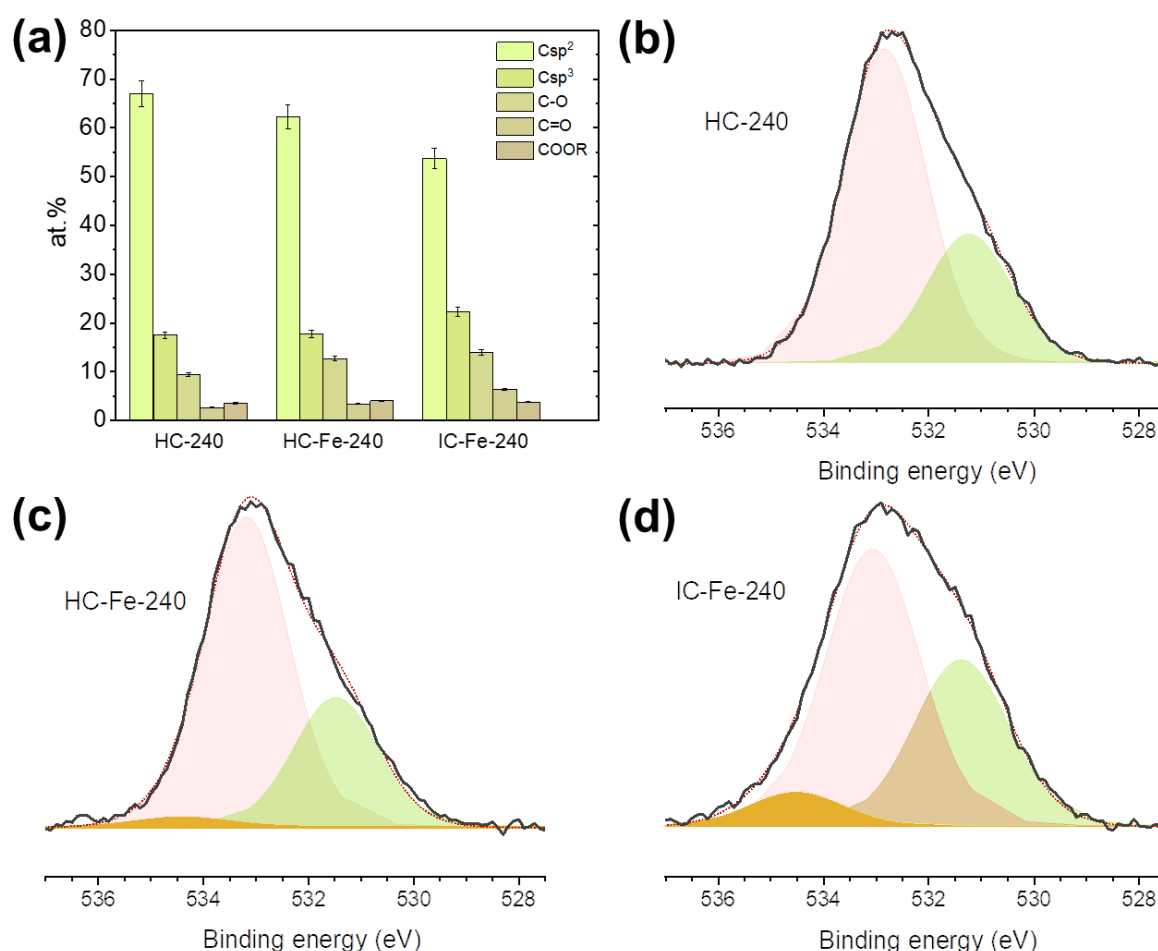 (a)
80
70
60
50
40
30
20
10
0
at.%
Csp²
Csp³
C-O
C=O
COOR
HC-240
HC-Fe-240
IC-Fe-240
(b)
HC-240
536
534
532
530
528
Binding energy (eV)
(c)
HC-Fe-240
536
534
532
530
528
Binding energy (eV)
(d)
IC-Fe-240
536
534
532
530
528
Binding energy (eV)